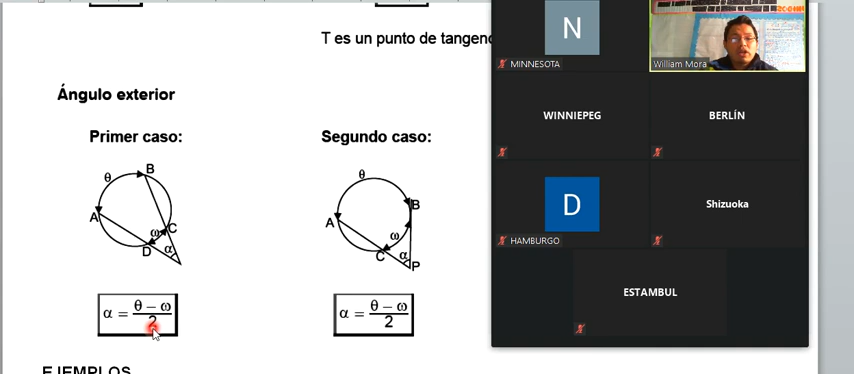 T es un punto de tangenc
Ángulo exterior
Primer caso:
Segundo caso:
θ
B
A
ω
C
D
α
θ
B
A
ω
C
α
P
α = θ − ω / 2
α = θ − ω / 2
EJEMPLOS
N
MINNESOTA
William Mora
WINNIEPEG
BERLÍN
D
HAMBURGO
Shizuoka
ESTAMBUL